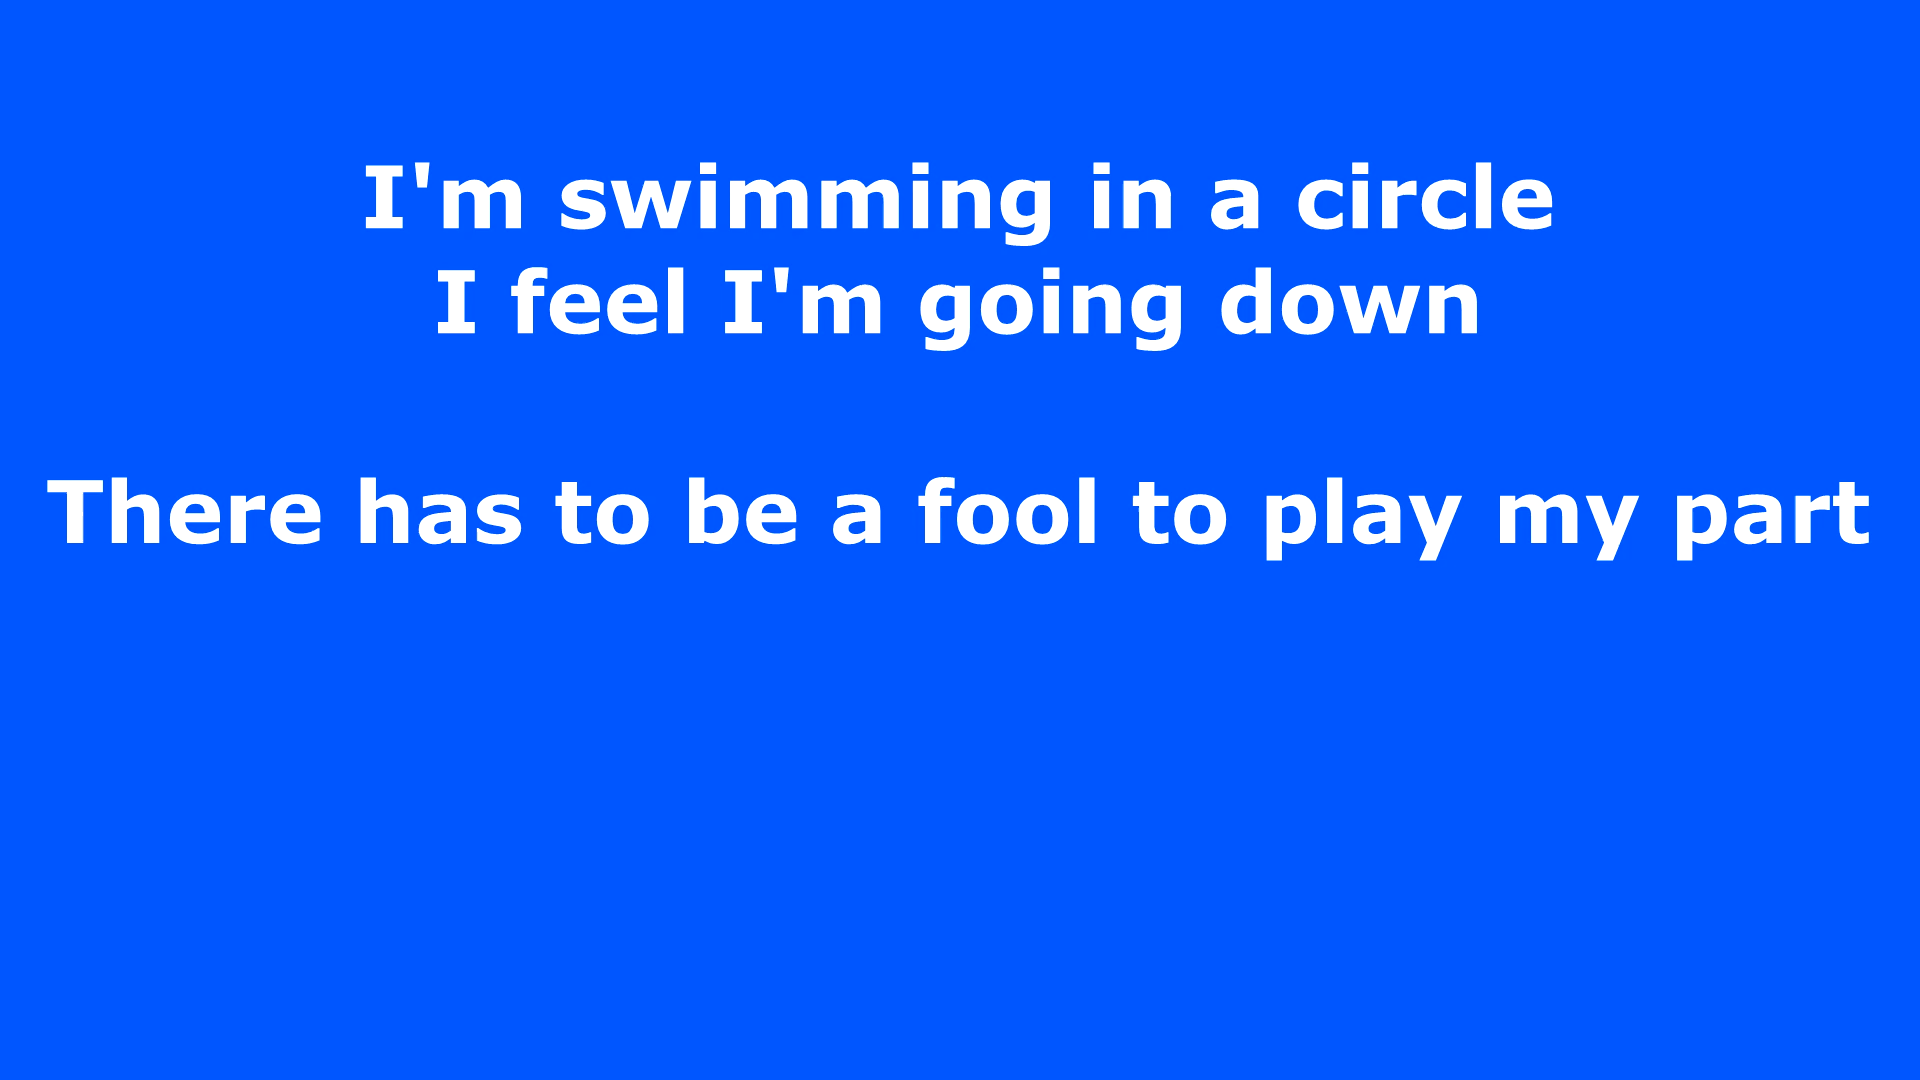 I'm swimming in a circle
I feel I'm going down
There has to be a fool to play my part